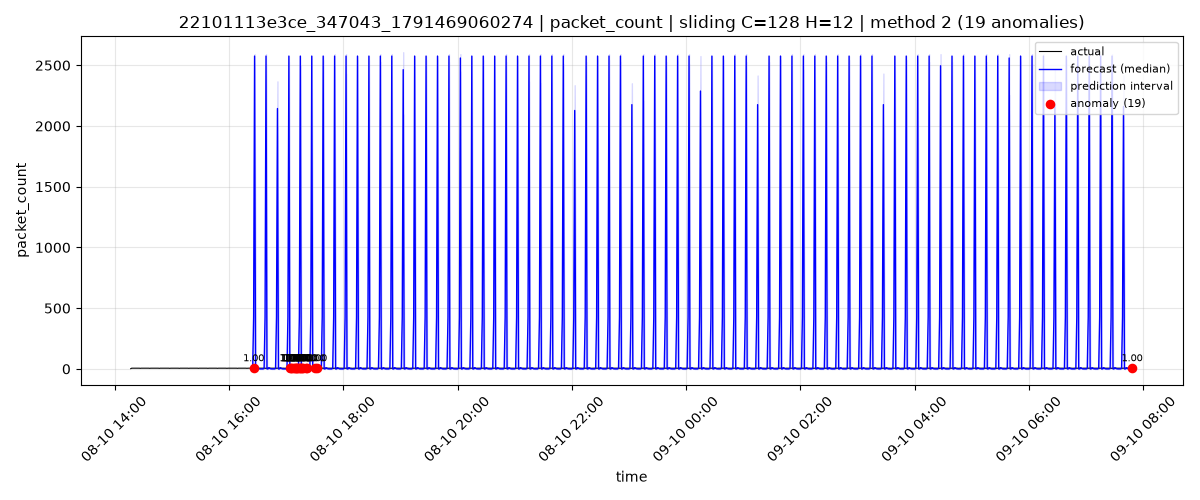 22101113e3ce_347043_1791469060274 | packet_count | sliding C=128 H=12 | method 2 (19 anomalies)
actual
forecast (median)
prediction interval
anomaly (19)
packet_count
2500
2000
1500
1000
500
0
1.00
1.00
08-10 14:00
08-10 16:00
08-10 18:00
08-10 20:00
08-10 22:00
09-10 00:00
09-10 02:00
09-10 04:00
09-10 06:00
09-10 08:00
time